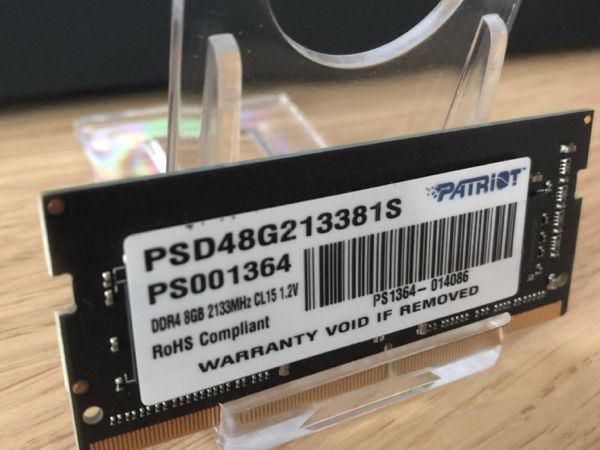 PATRIOT
PSD48G213381S
PS001364
DDR4 8GB 2133MHz CL15 1.2V
PS1364-014086
RoHS Compliant
WARRANTY VOID IF REMOVED